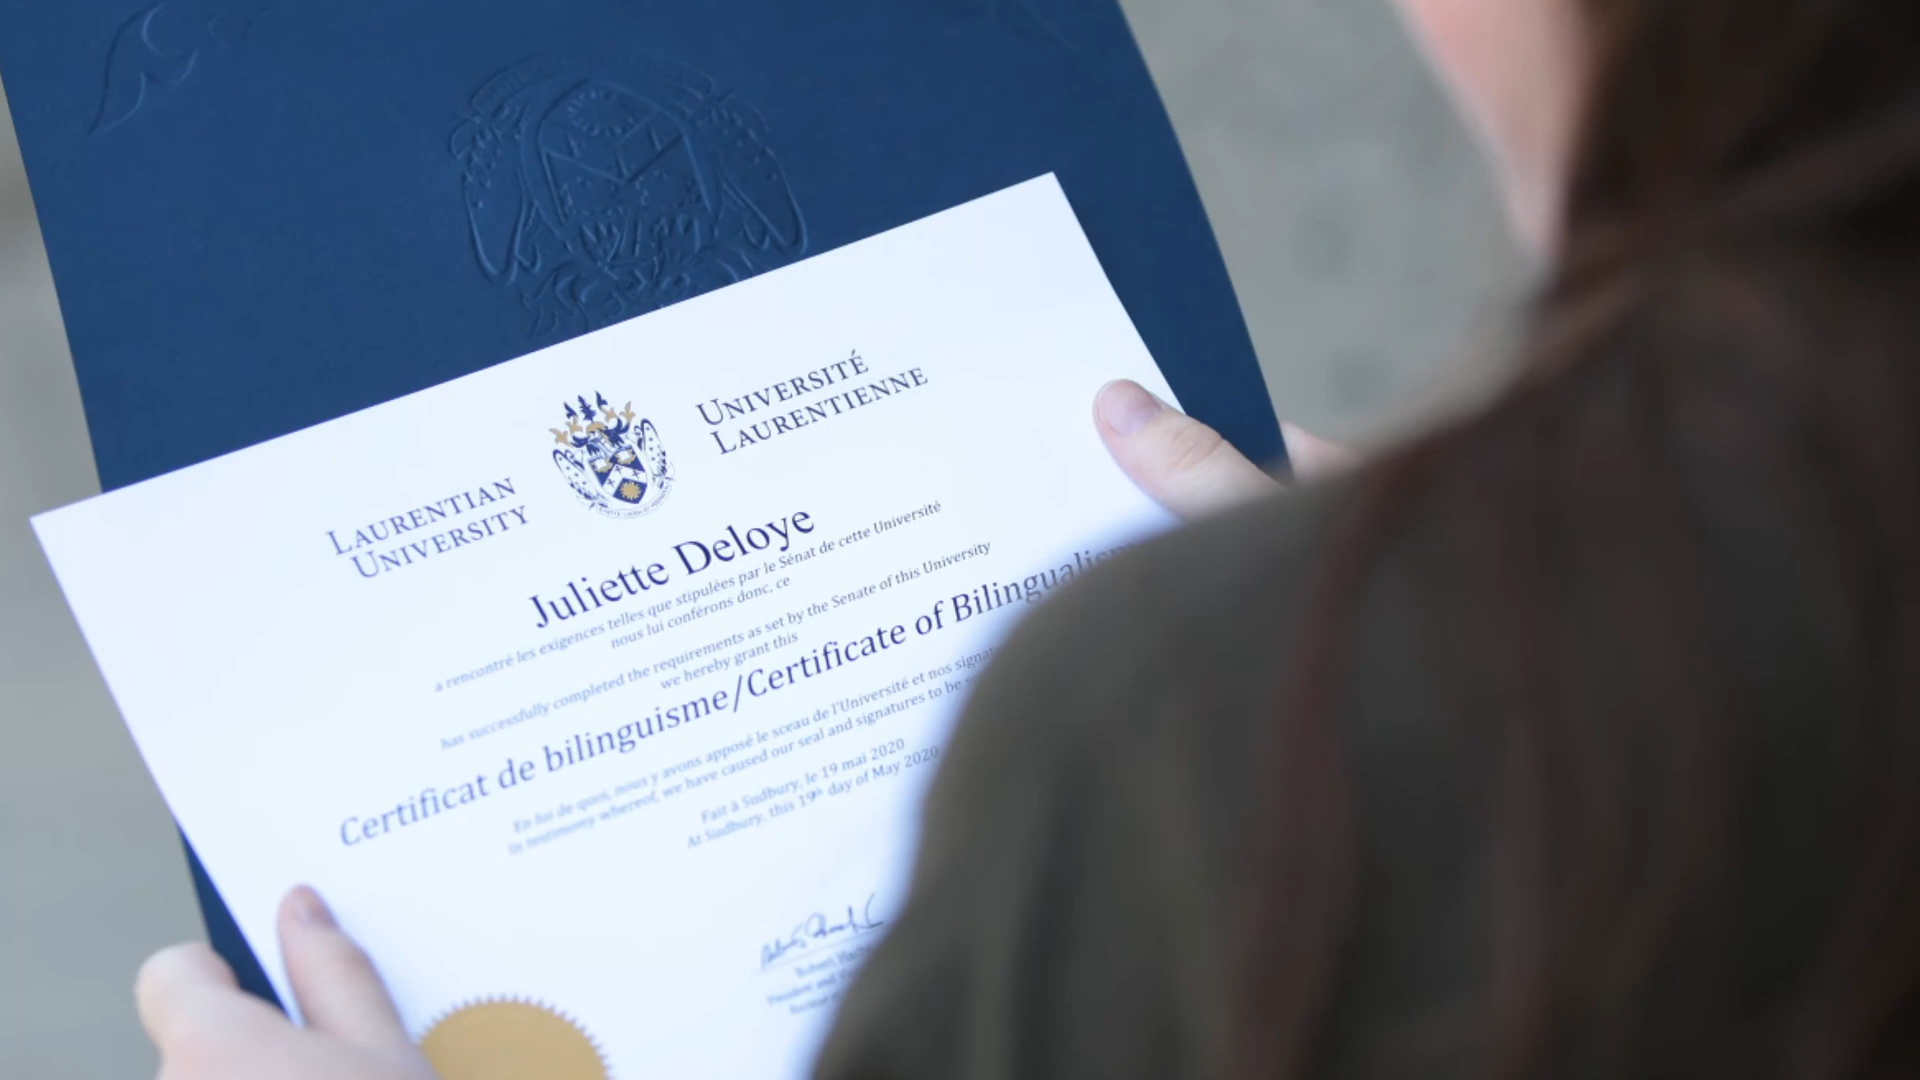 LAURENTIAN
UNIVERSITY
UNIVERSITÉ
LAURENTIENNE
Juliette Deloye
a rencontré les exigences telles que stipulées par le Sénat de cette Université
nous lui conférons donc, ce
has successfully completed the requirements as set by the Senate of this University
we hereby grant this
Certificat de bilinguisme/Certificate of Bilingualism
En foi de quoi, nous y avons apposé le sceau de l'Université et nos
In testimony whereof, we have caused our seal and signatures to be
Fait à Sudbury, le 19 mai 2020
At Sudbury, this 19th day of May 2020
Robert
President and